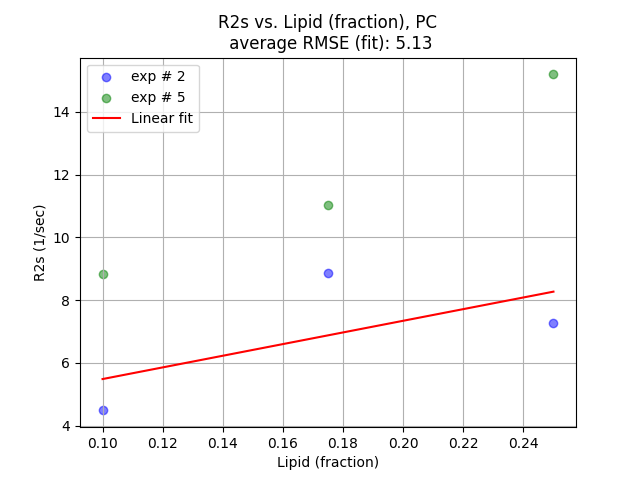 R2s vs. Lipid (fraction), PC
average RMSE (fit): 5.13
exp # 2
exp # 5
Linear fit
14
12
10
8
6
4
R2s (1/sec)
0.10 0.12 0.14 0.16 0.18 0.20 0.22 0.24
Lipid (fraction)